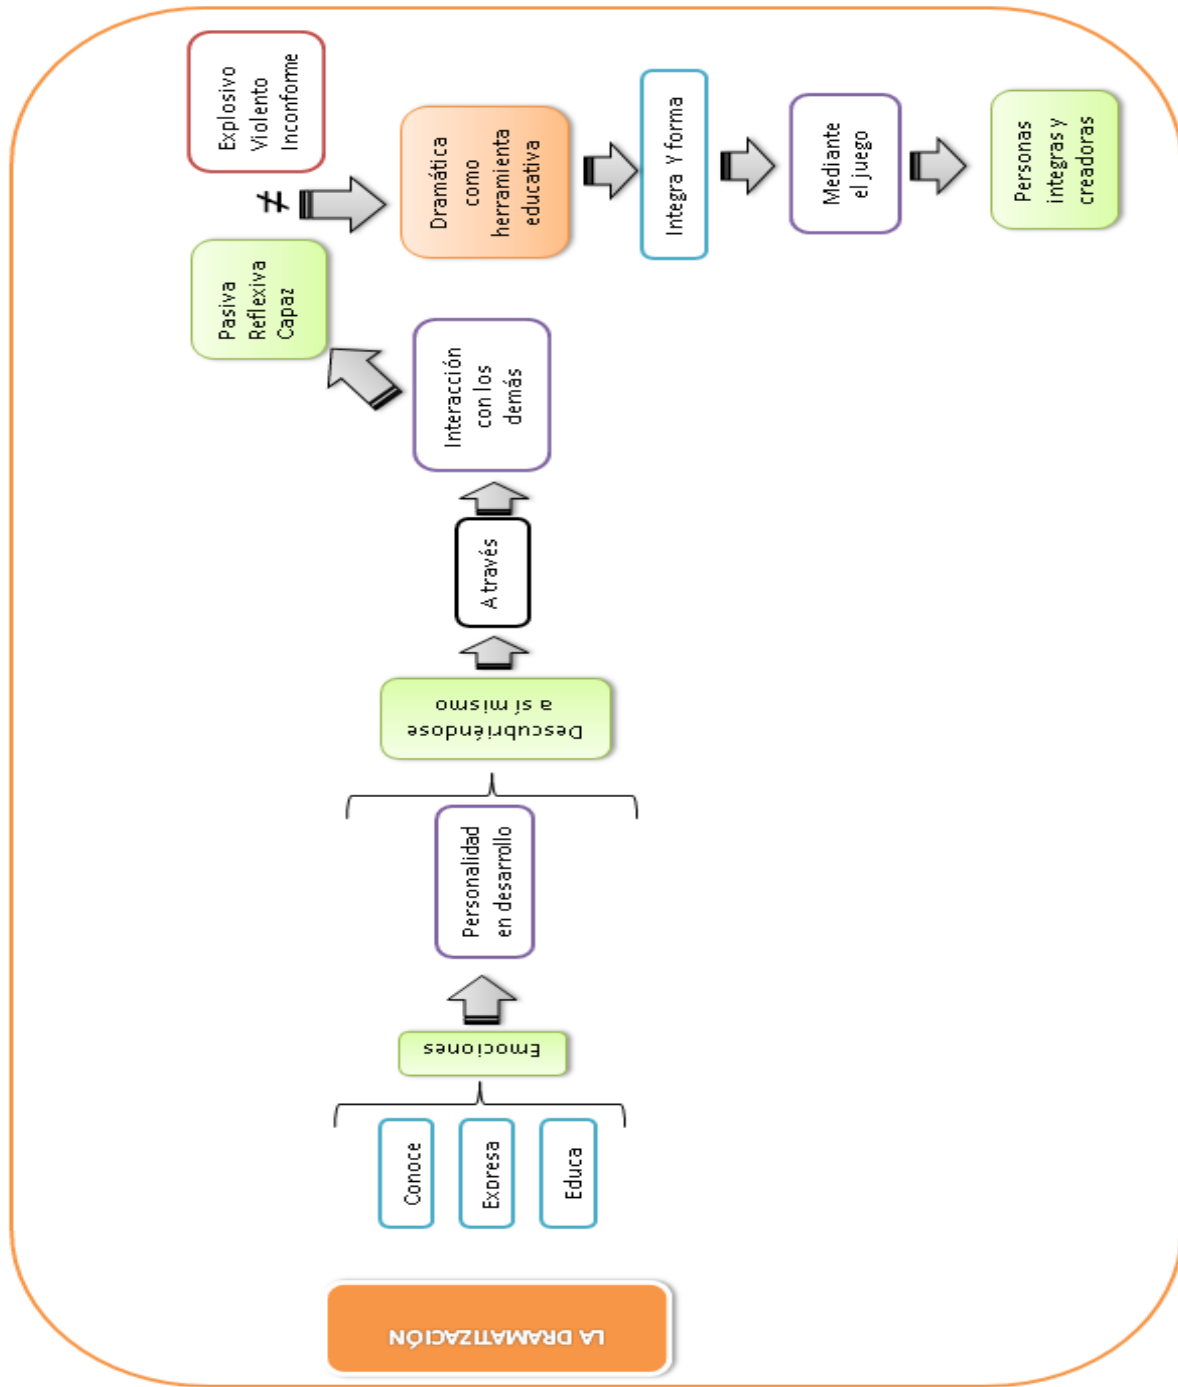 LA DRAMATIZACIÓN
Conoce
Expresa
Educa
Emociones
Personalidad
en desarrollo
Descubriéndose
a sí mismo
A través
Interacción
con los
demás
Pasiva
Reflexiva
Capaz
≠
Explosivo
Violento
Inconforme
Dramática
como
herramienta
educativa
Integra Y forma
Mediante
el juego
Personas
integras y
creadoras